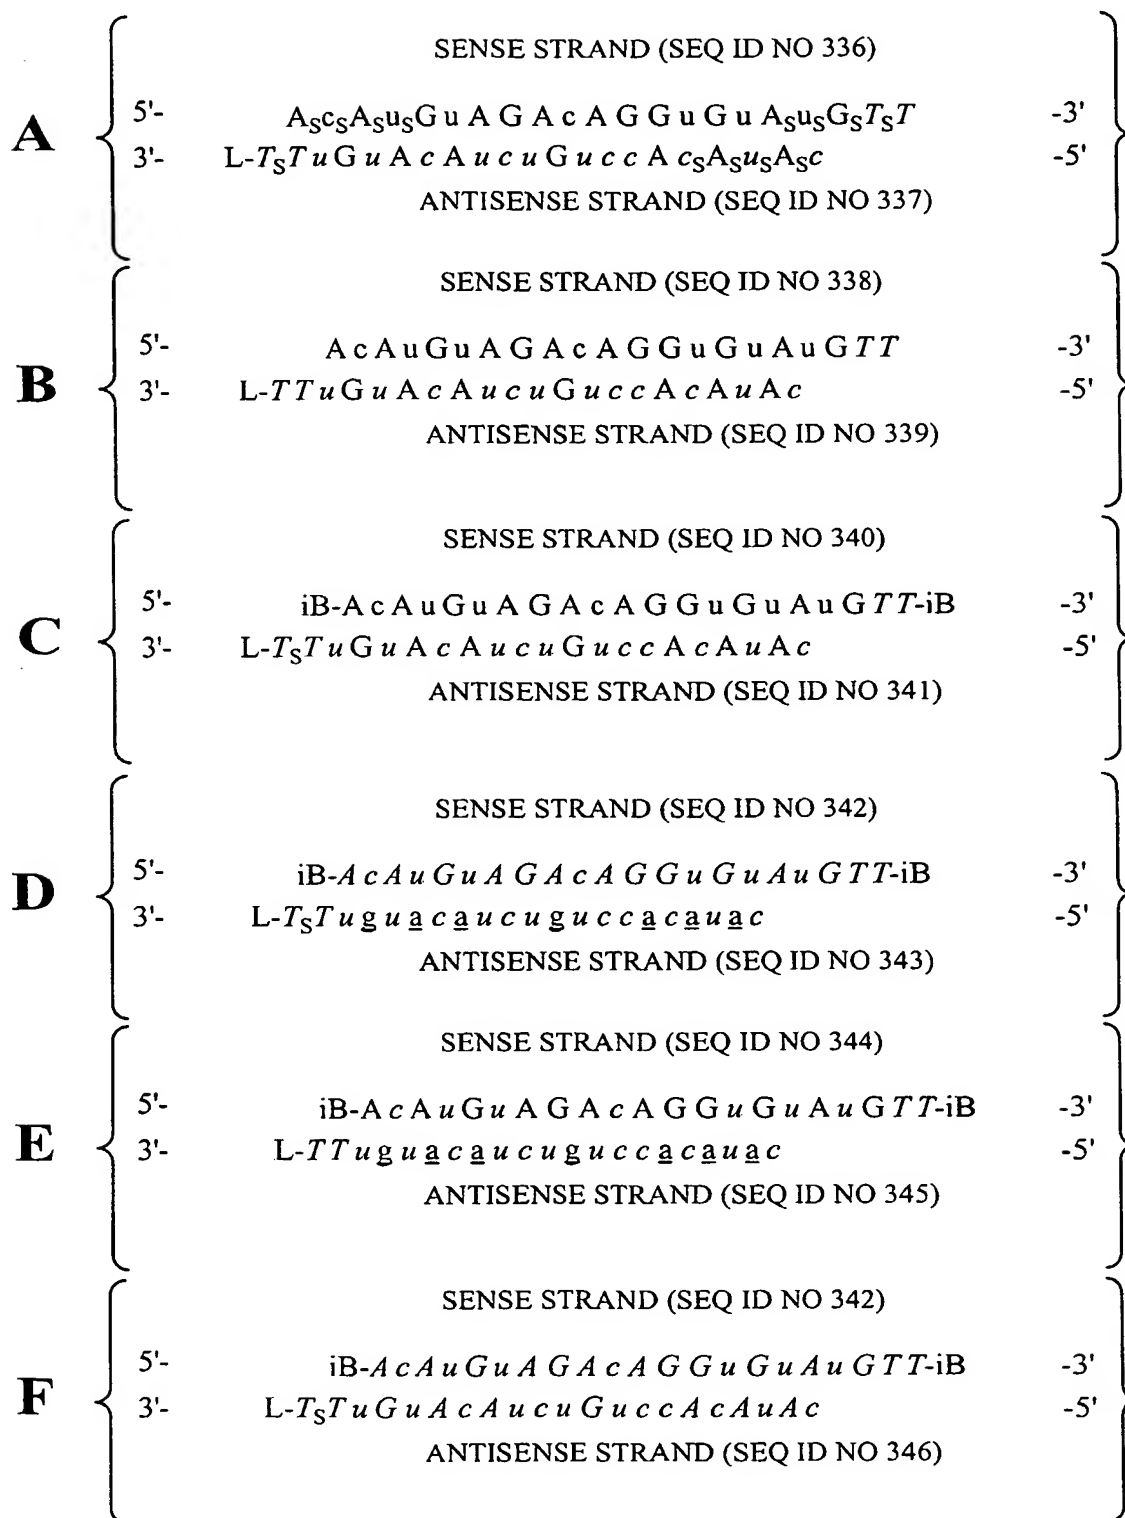 SENSE STRAND (SEQ ID NO 336)
5'- AScSASuSGuAGAcAGGuGuASuSGSTST -3'
A
3'- L-TSTuGuAcAucuGuccAcSASuSASc -5'
ANTISENSE STRAND (SEQ ID NO 337)
SENSE STRAND (SEQ ID NO 338)
5'- AcAuGuAGAcAGGuGuAuGTT -3'
B
3'- L-TTuGuAcAucuGuccAcAuAc -5'
ANTISENSE STRAND (SEQ ID NO 339)
SENSE STRAND (SEQ ID NO 340)
5'- iB-AcAuGuAGAcAGGuGuAuGTT-iB -3'
C
3'- L-TSTuGuAcAucuGuccAcAuAc -5'
ANTISENSE STRAND (SEQ ID NO 341)
SENSE STRAND (SEQ ID NO 342)
5'- iB-AcAuGuAGAcAGGuGuAuGTT-iB -3'
D
3'- L-TSTuguacaucuguccacauac -5'
ANTISENSE STRAND (SEQ ID NO 343)
SENSE STRAND (SEQ ID NO 344)
5'- iB-AcAuGuAGAcAGGuGuAuGTT-iB -3'
E
3'- L-TTuguacaucuguccacauac -5'
ANTISENSE STRAND (SEQ ID NO 345)
SENSE STRAND (SEQ ID NO 342)
5'- iB-AcAuGuAGAcAGGuGuAuGTT-iB -3'
F
3'- L-TSTuGuAcAucuGuccAcAuAc -5'
ANTISENSE STRAND (SEQ ID NO 346)